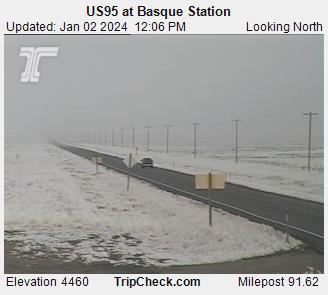 US95 at Basque Station
Updated: Jan 02 2024 12:06 PM Looking North
Elevation 4460 TripCheck.com Milepost 91.62